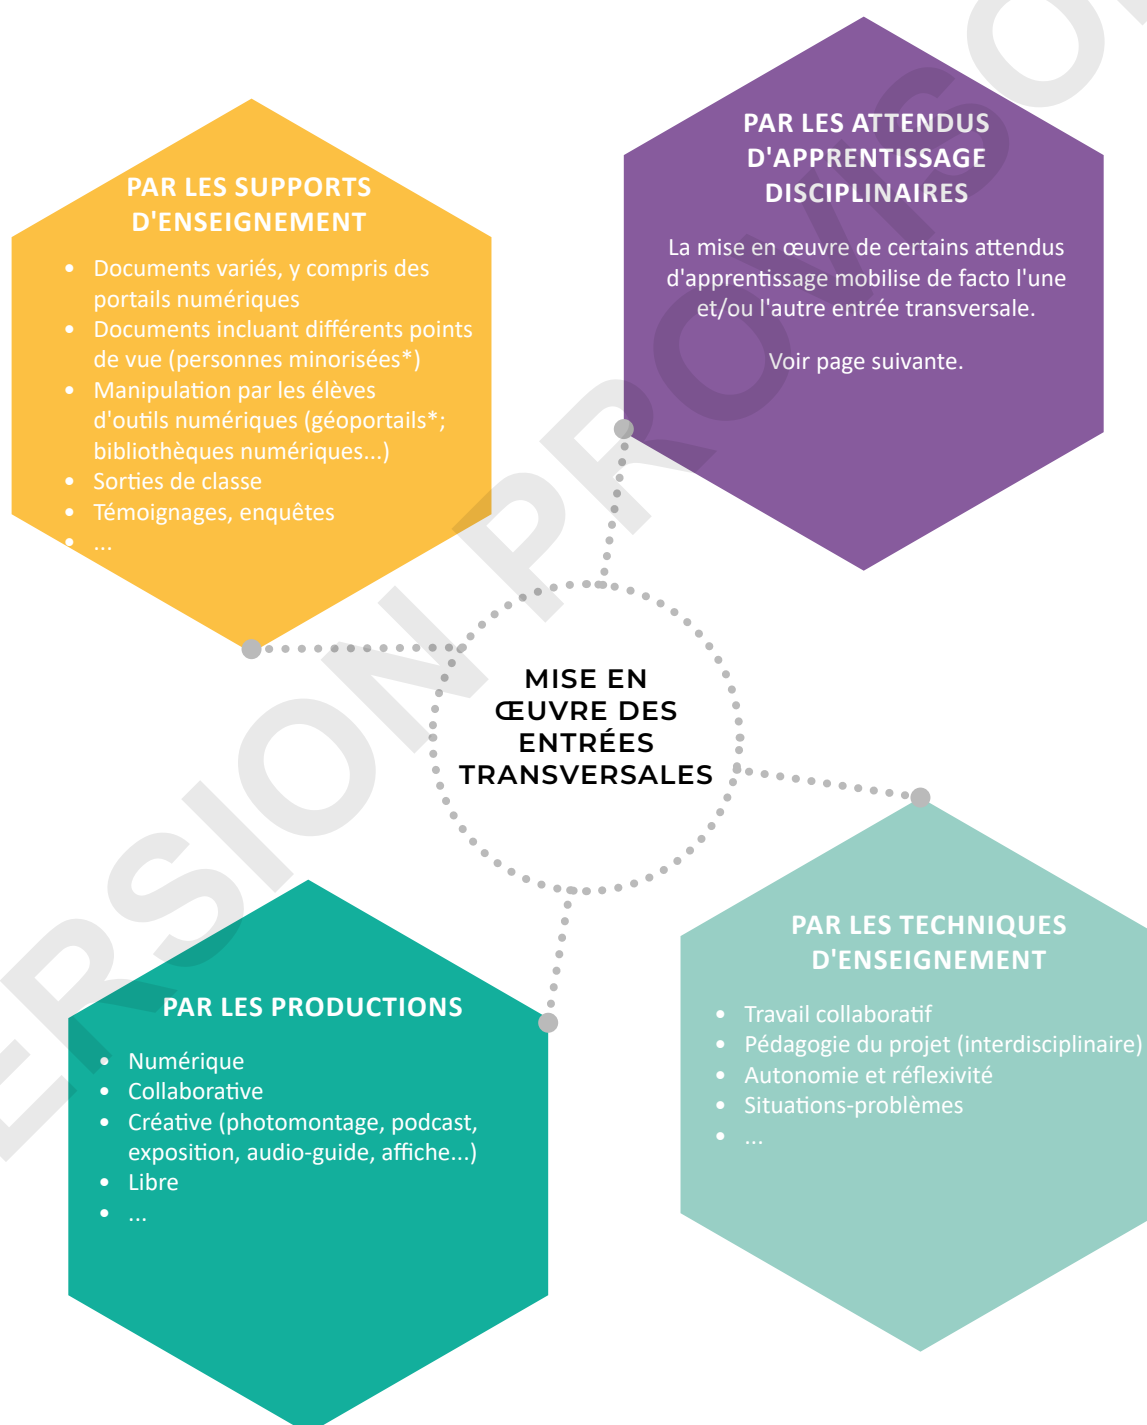 PAR LES SUPPORTS
D'ENSEIGNEMENT
• Documents variés, y compris des
portails numériques
• Documents incluant différents points
de vue (personnes minorisées*)
• Manipulation par les élèves
d'outils numériques (géoportails*;
bibliothèques numériques...)
• Sorties de classe
• Témoignages, enquêtes
• ...
PAR LES ATTENDUS
D'APPRENTISSAGE
DISCIPLINAIRES
La mise en œuvre de certains attendus
d'apprentissage mobilise de facto l'une
et/ou l'autre entrée transversale.
Voir page suivante.
MISE EN
ŒUVRE DES
ENTRÉES
TRANSVERSALES
PAR LES PRODUCTIONS
• Numérique
• Collaborative
• Créative (photomontage, podcast,
exposition, audio-guide, affiche...)
• Libre
• ...
PAR LES TECHNIQUES
D'ENSEIGNEMENT
• Travail collaboratif
• Pédagogie du projet (interdisciplinaire)
• Autonomie et réflexivité
• Situations-problèmes
• ...
ERSION PROVISO